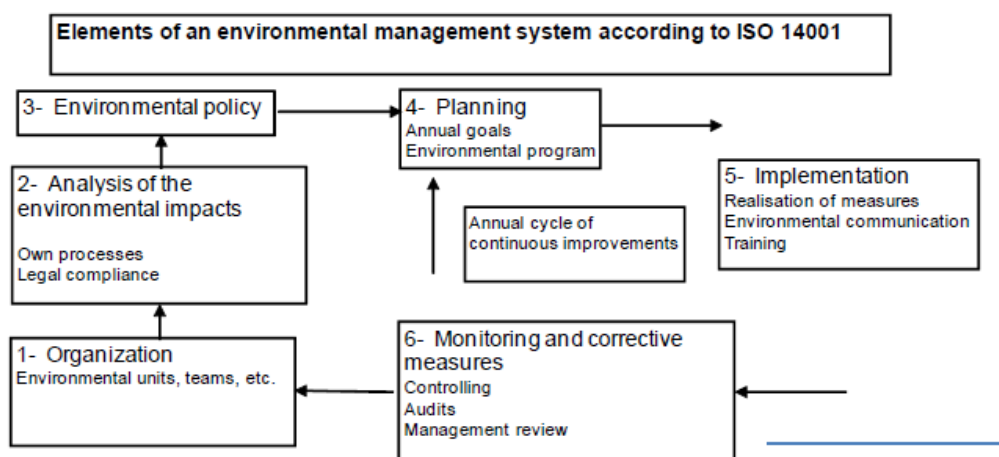 Elements of an environmental management system according to ISO 14001
3- Environmental policy
4- Planning
Annual goals
Environmental program
2- Analysis of the
environmental impacts
Own processes
Legal compliance
5- Implementation
Realisation of measures
Environmental communication
Training
Annual cycle of
continuous improvements
1- Organization
Environmental units, teams, etc.
6- Monitoring and corrective
measures
Controlling
Audits
Management review